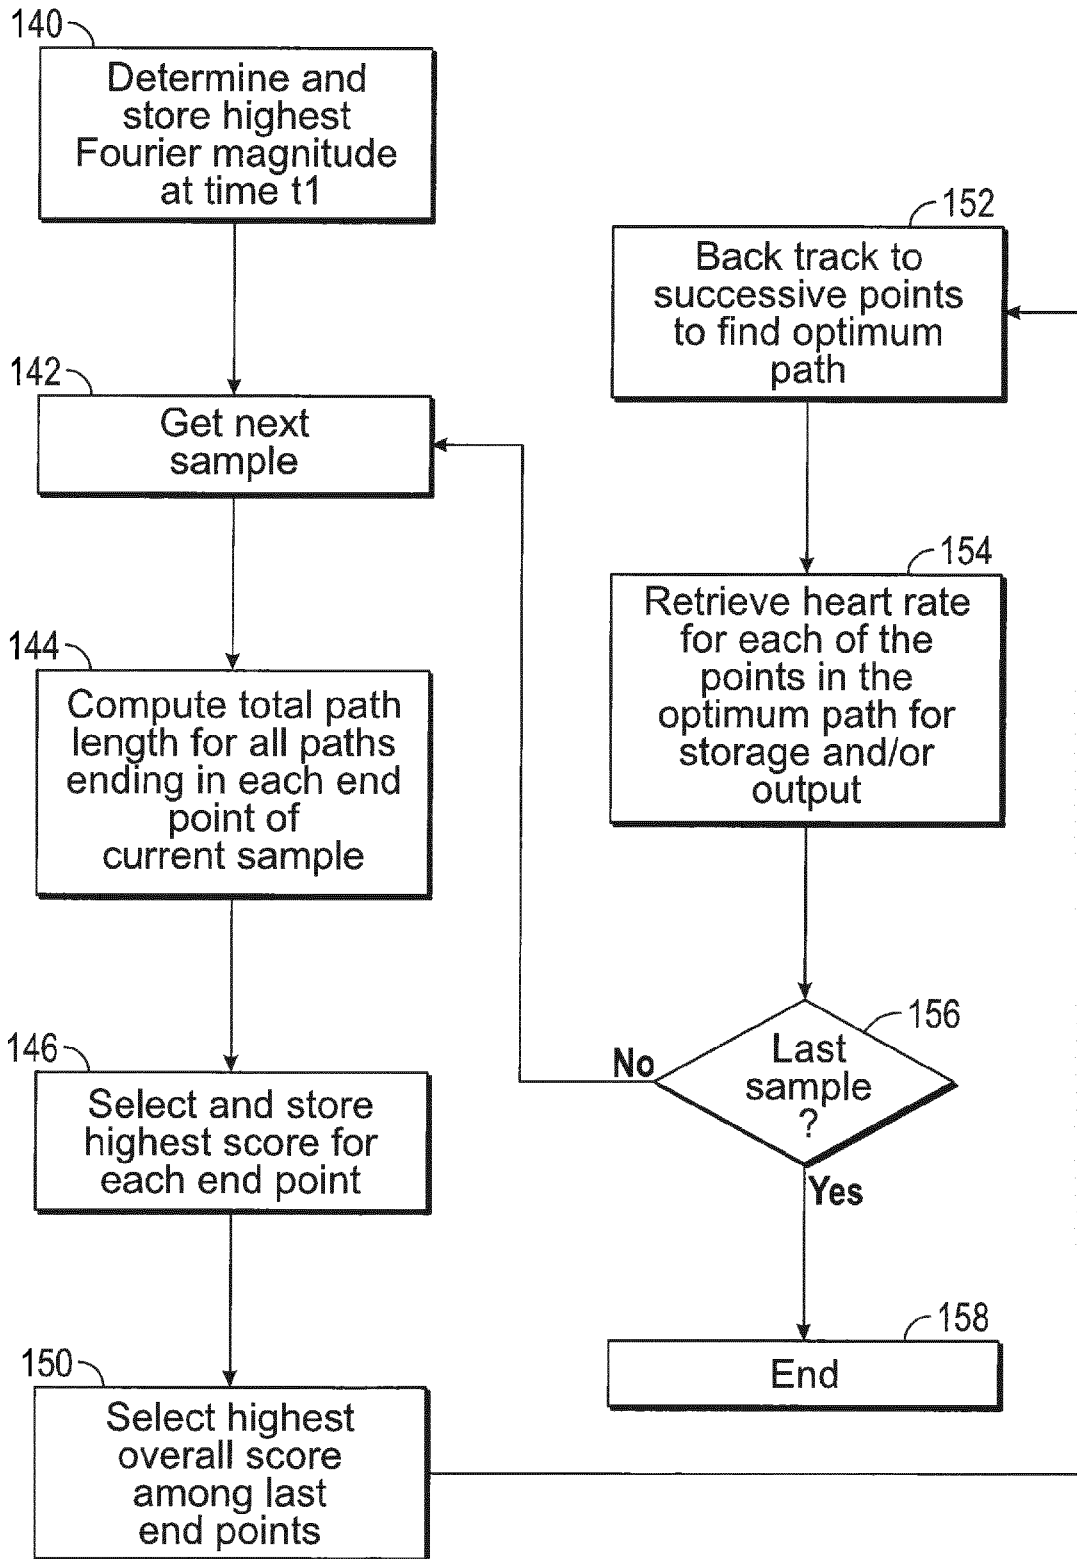 140
Determine and
store highest
Fourier magnitude
at time t1
142
Get next
sample
144
Compute total path
length for all paths
ending in each end
point of
current sample
146
Select and store
highest score for
each end point
150
Select highest
overall score
among last
end points
152
Back track to
successive points
to find optimum
path
154
Retrieve heart rate
for each of the
points in the
optimum path for
storage and/or
output
156
Last
sample
?
No
Yes
158
End